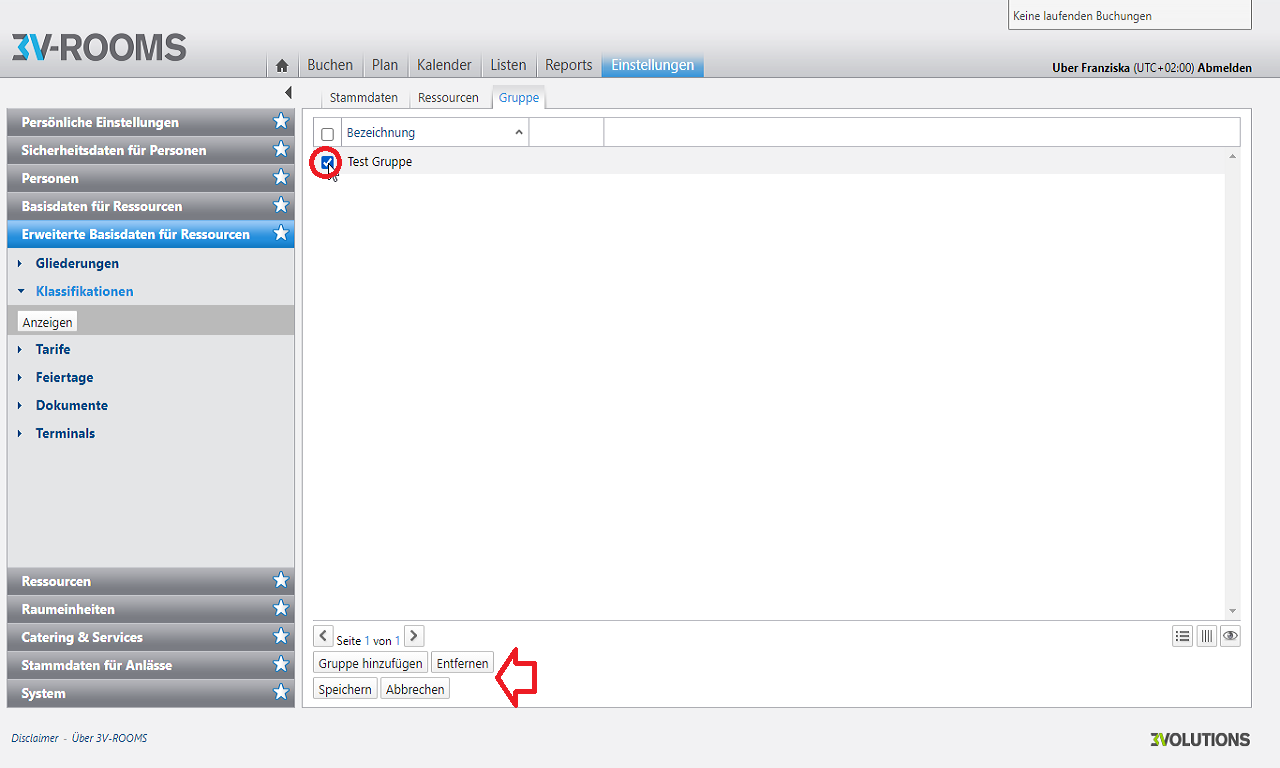 Keine laufenden Buchungen
3V-ROOMS
Buchen Plan Kalender Listen Reports Einstellungen
Uber Franziska (UTC+02:00) Abmelden
Stammdaten Ressourcen Gruppe
Persönliche Einstellungen
Sicherheitsdaten für Personen
Personen
Basisdaten für Ressourcen
Erweiterte Basisdaten für Ressourcen
Gliederungen
Klassifikationen
Anzeigen
Tarife
Feiertage
Dokumente
Terminals
Ressourcen
Raumeinheiten
Catering & Services
Stammdaten für Anlässe
System
Bezeichnung
Test Gruppe
Seite 1 von 1
Gruppe hinzufügen Entfernen
Speichern Abbrechen
Disclaimer - Über 3V-ROOMS
3VOLUTIONS